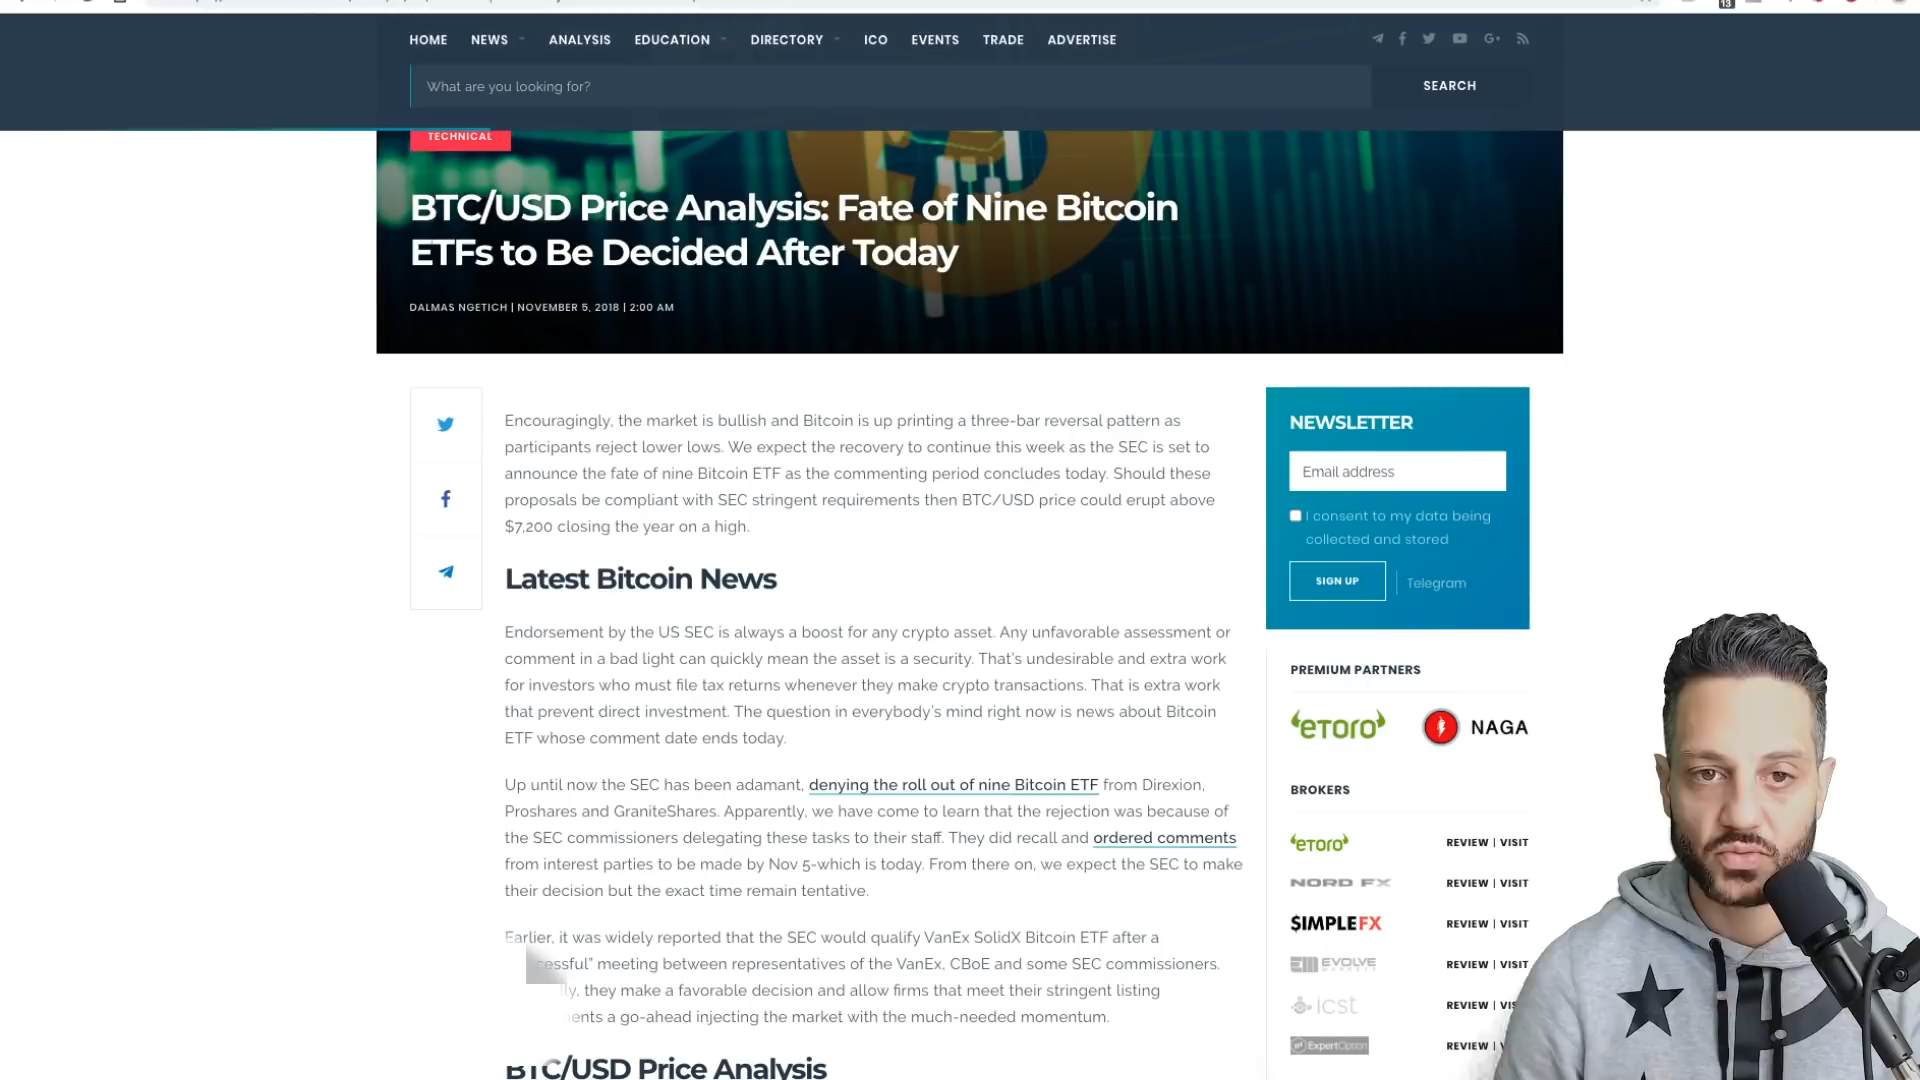 13
HOME NEWS ANALYSIS EDUCATION DIRECTORY ICO EVENTS TRADE ADVERTISE
What are you looking for? SEARCH
TECHNICAL
BTC/USD Price Analysis: Fate of Nine Bitcoin
ETFs to Be Decided After Today
DALMAS NGETICH | NOVEMBER 5, 2018 | 2:00 AM
Encouragingly, the market is bullish and Bitcoin is up printing a three-bar reversal pattern as
participants reject lower lows. We expect the recovery to continue this week as the SEC is set to
announce the fate of nine Bitcoin ETF as the commenting period concludes today. Should these
proposals be compliant with SEC stringent requirements then BTC/USD price could erupt above
$7,200 closing the year on a high.
Latest Bitcoin News
Endorsement by the US SEC is always a boost for any crypto asset. Any unfavorable assessment or
comment in a bad light can quickly mean the asset is a security. That's undesirable and extra work
for investors who must file tax returns whenever they make crypto transactions. That is extra work
that prevent direct investment. The question in everybody's mind right now is news about Bitcoin
ETF whose comment date ends today.
Up until now the SEC has been adamant, denying the roll out of nine Bitcoin ETF from Direxion,
Proshares and GraniteShares. Apparently, we have come to learn that the rejection was because of
the SEC commissioners delegating these tasks to their staff. They did recall and ordered comments
from interest parties to be made by Nov 5-which is today. From there on, we expect the SEC to make
their decision but the exact time remain tentative.
Earlier, it was widely reported that the SEC would qualify VanEx SolidX Bitcoin ETF after a
cessful" meeting between representatives of the VanEx, CBoE and some SEC commissioners.
ly, they make a favorable decision and allow firms that meet their stringent listing
ents a go-ahead injecting the market with the much-needed momentum.
BTC/USD Price Analysis
NEWSLETTER
Email address
I consent to my data being
collected and stored
SIGN UP Telegram
PREMIUM PARTNERS
eToro NAGA
BROKERS
eToro REVIEW | VISIT
NORD FX REVIEW | VISIT
$IMPLEFX REVIEW | VISIT
EVOLVE MARKETS REVIEW | VISIT
icst REVIEW | VIS
ExpertOption REVIEW |